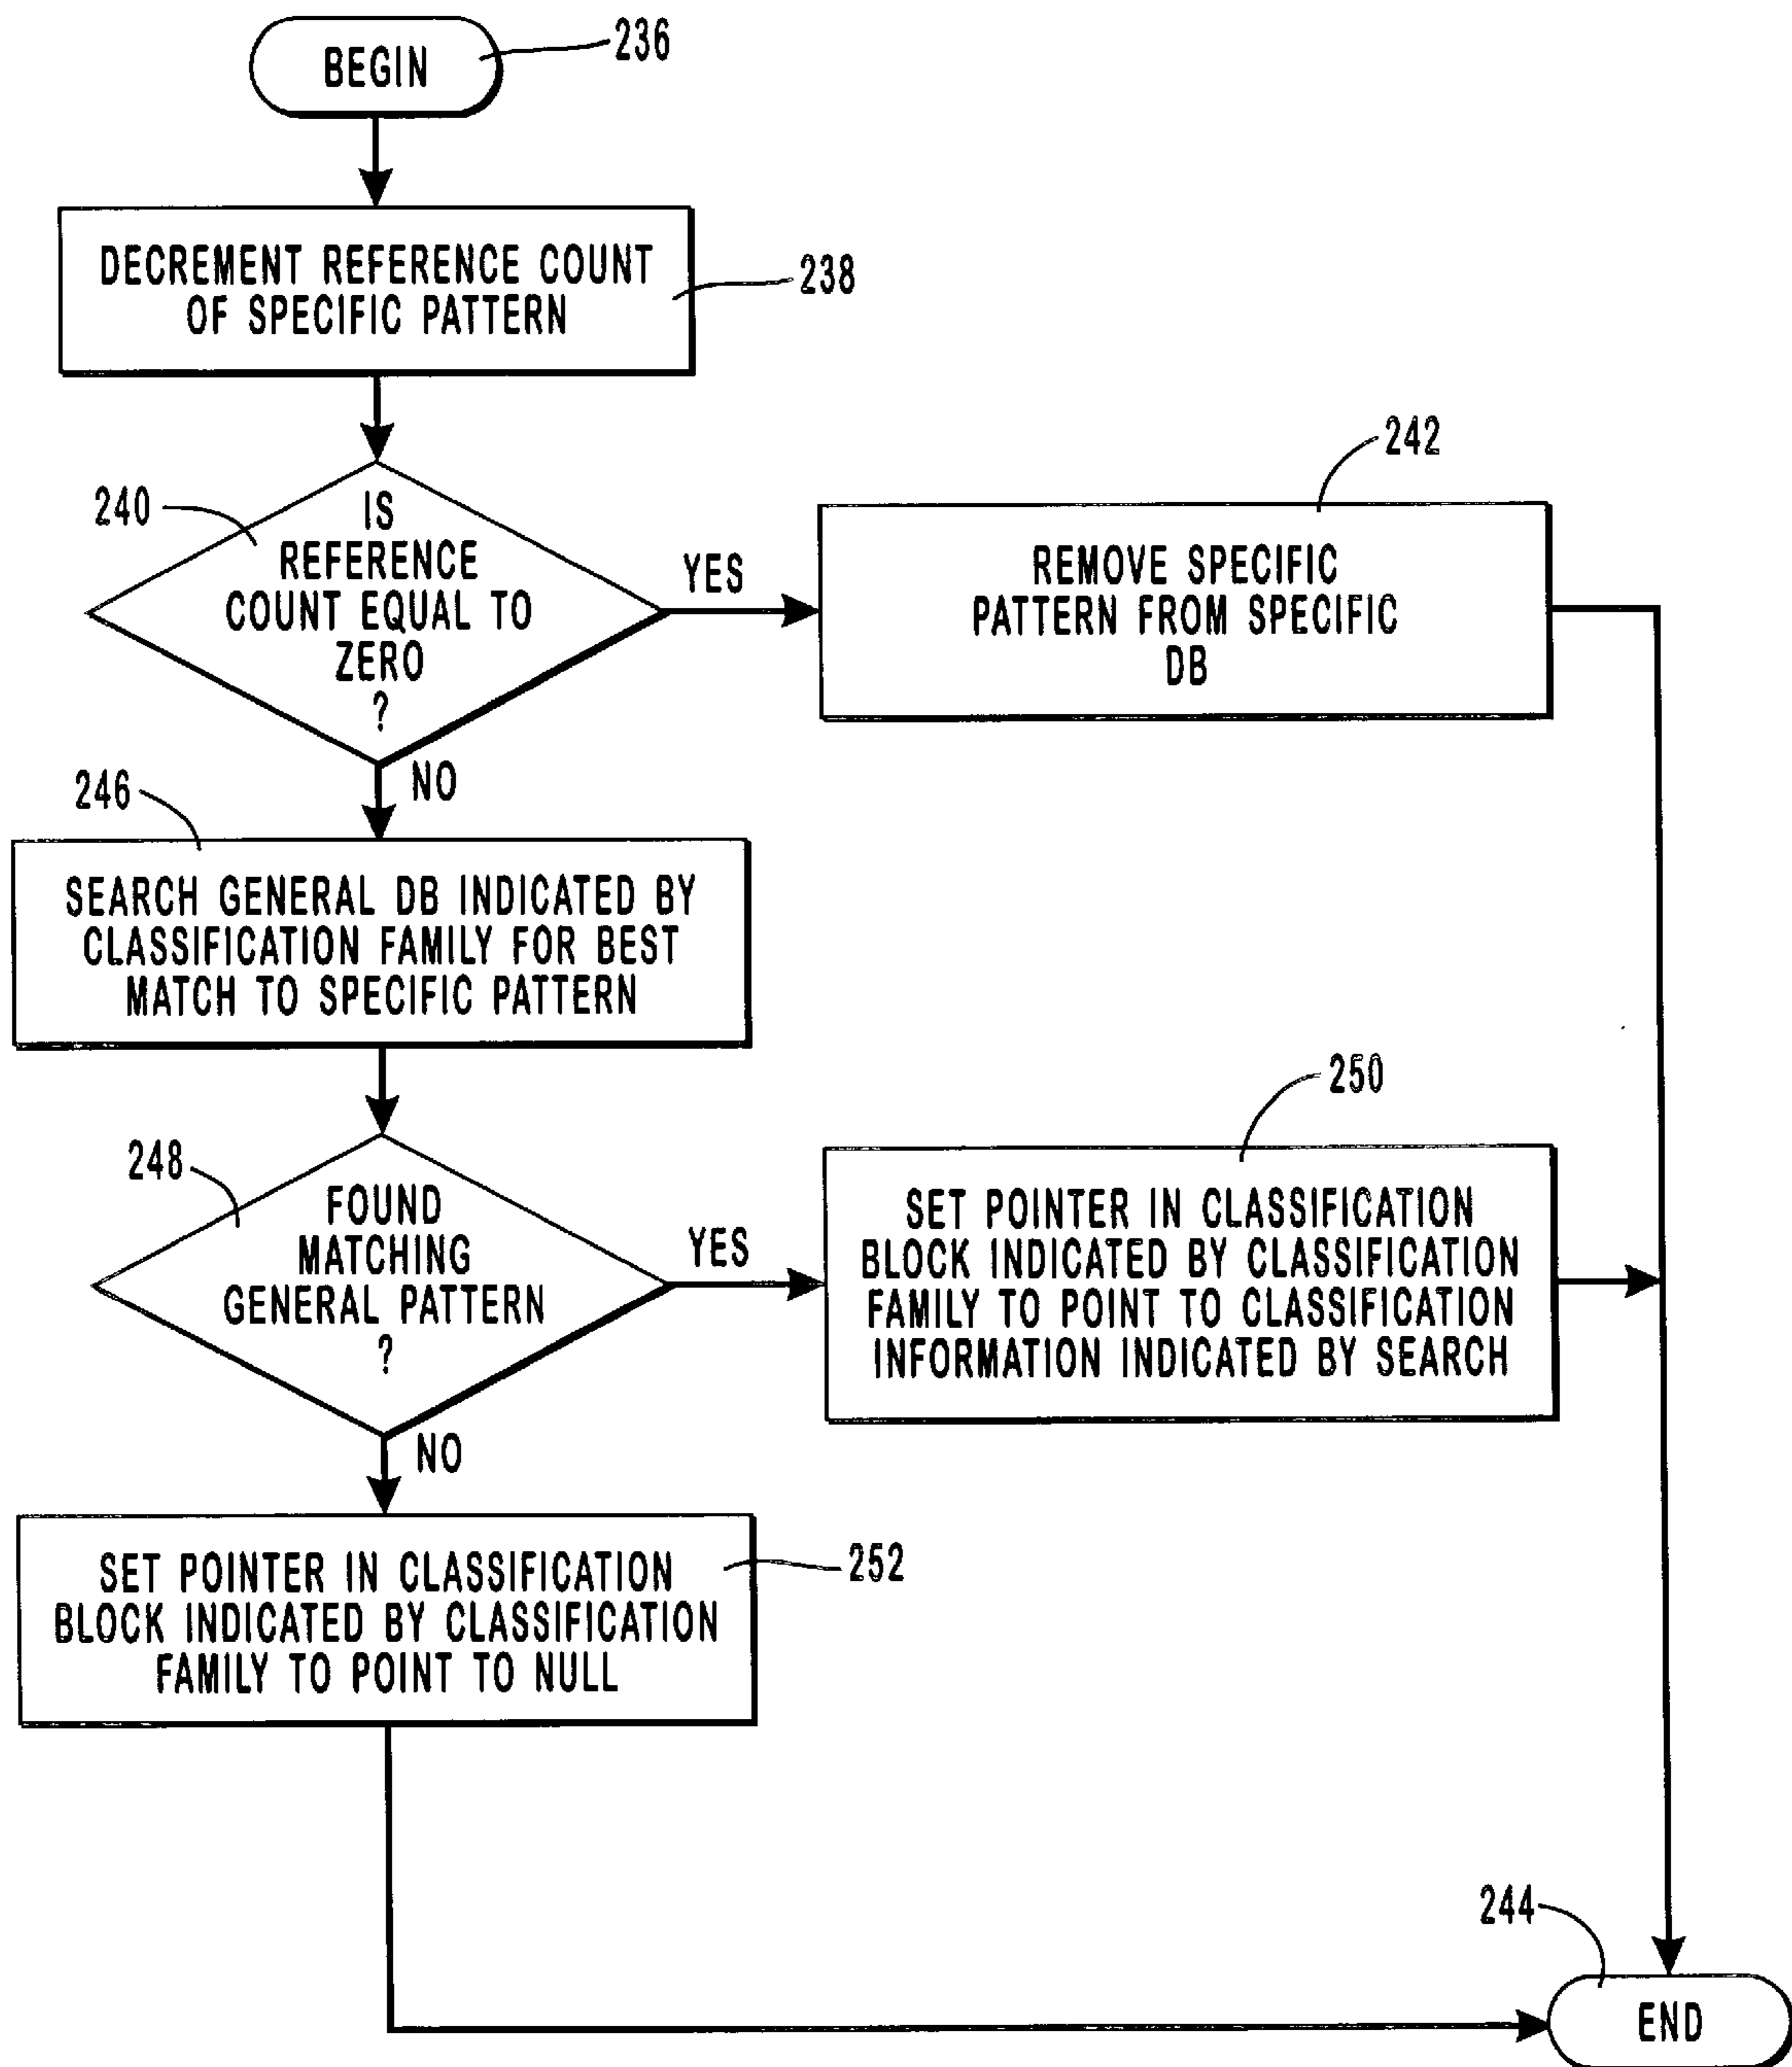 BEGIN
236
DECREMENT REFERENCE COUNT
OF SPECIFIC PATTERN
238
240
IS
REFERENCE
COUNT EQUAL TO
ZERO
?
YES
NO
242
REMOVE SPECIFIC
PATTERN FROM SPECIFIC
DB
246
SEARCH GENERAL DB INDICATED BY
CLASSIFICATION FAMILY FOR BEST
MATCH TO SPECIFIC PATTERN
248
FOUND
MATCHING
GENERAL PATTERN
?
YES
NO
250
SET POINTER IN CLASSIFICATION
BLOCK INDICATED BY CLASSIFICATION
FAMILY TO POINT TO CLASSIFICATION
INFORMATION INDICATED BY SEARCH
SET POINTER IN CLASSIFICATION
BLOCK INDICATED BY CLASSIFICATION
FAMILY TO POINT TO NULL
252
244
END